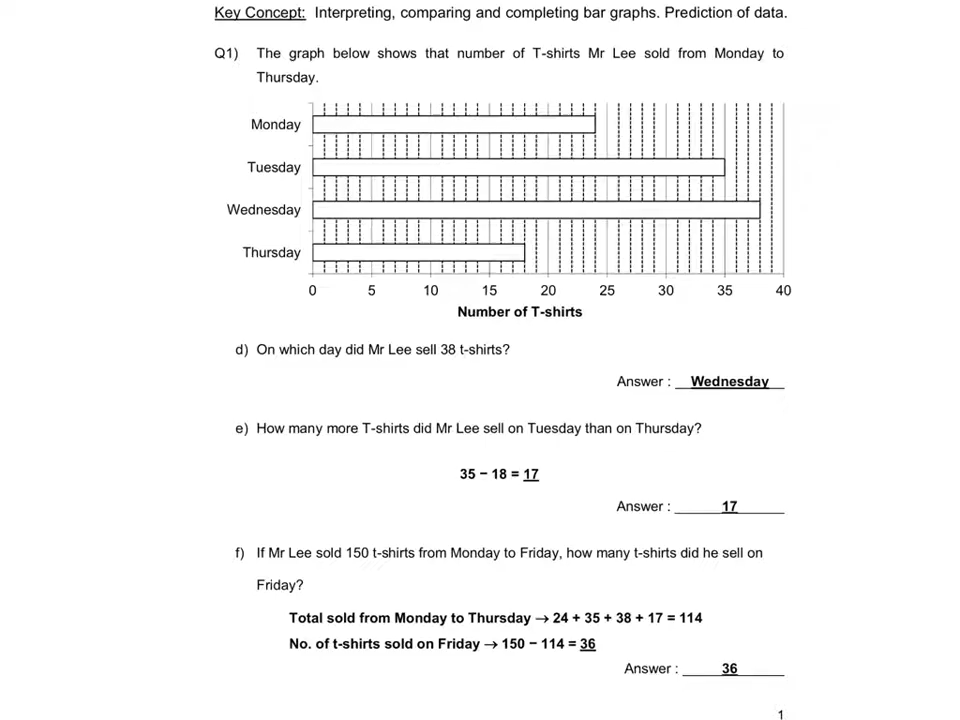 Key Concept: Interpreting, comparing and completing bar graphs. Prediction of data.
Q1) The graph below shows that number of T-shirts Mr Lee sold from Monday to
Thursday.
Monday
Tuesday
Wednesday
Thursday
0 5 10 15 20 25 30 35 40
Number of T-shirts
d) On which day did Mr Lee sell 38 t-shirts?
Answer : Wednesday
e) How many more T-shirts did Mr Lee sell on Tuesday than on Thursday?
35 − 18 = 17
Answer : 17
f) If Mr Lee sold 150 t-shirts from Monday to Friday, how many t-shirts did he sell on
Friday?
Total sold from Monday to Thursday → 24 + 35 + 38 + 17 = 114
No. of t-shirts sold on Friday → 150 − 114 = 36
Answer : 36
1